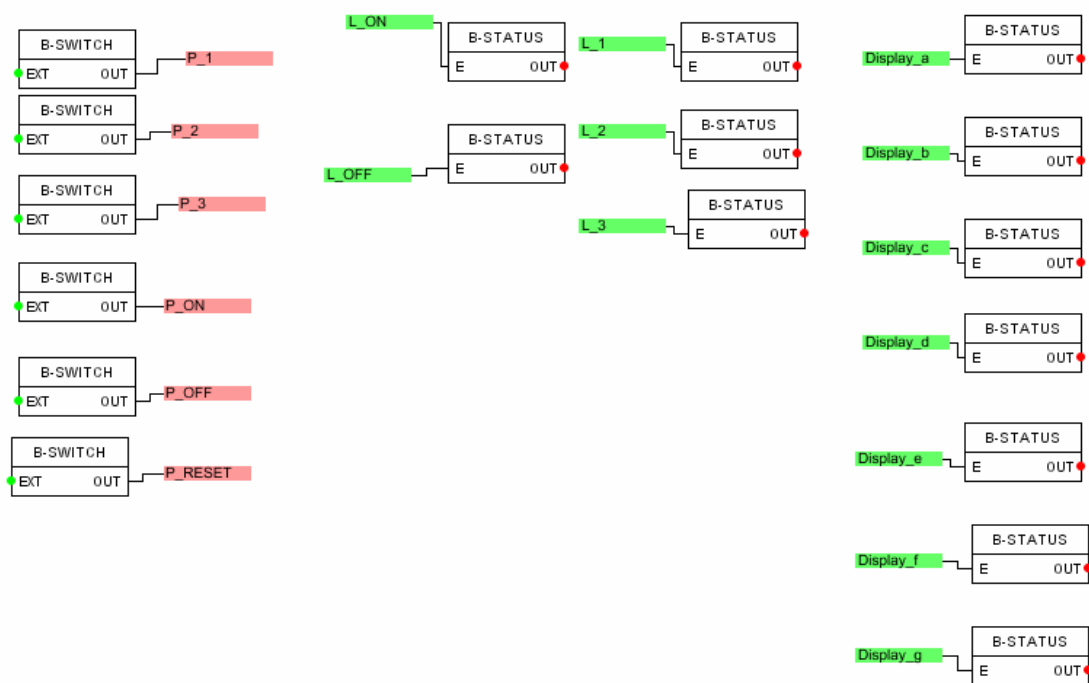 B-SWITCH
EXT OUT
P_1
B-SWITCH
EXT OUT
P_2
B-SWITCH
EXT OUT
P_3
B-SWITCH
EXT OUT
P_ON
B-SWITCH
EXT OUT
P_OFF
B-SWITCH
EXT OUT
P_RESET
L_ON
B-STATUS
E OUT
L_OFF
B-STATUS
E OUT
L_1
B-STATUS
E OUT
L_2
B-STATUS
E OUT
L_3
B-STATUS
E OUT
Display_a
B-STATUS
E OUT
Display_b
B-STATUS
E OUT
Display_c
B-STATUS
E OUT
Display_d
B-STATUS
E OUT
Display_e
B-STATUS
E OUT
Display_f
B-STATUS
E OUT
Display_g
B-STATUS
E OUT